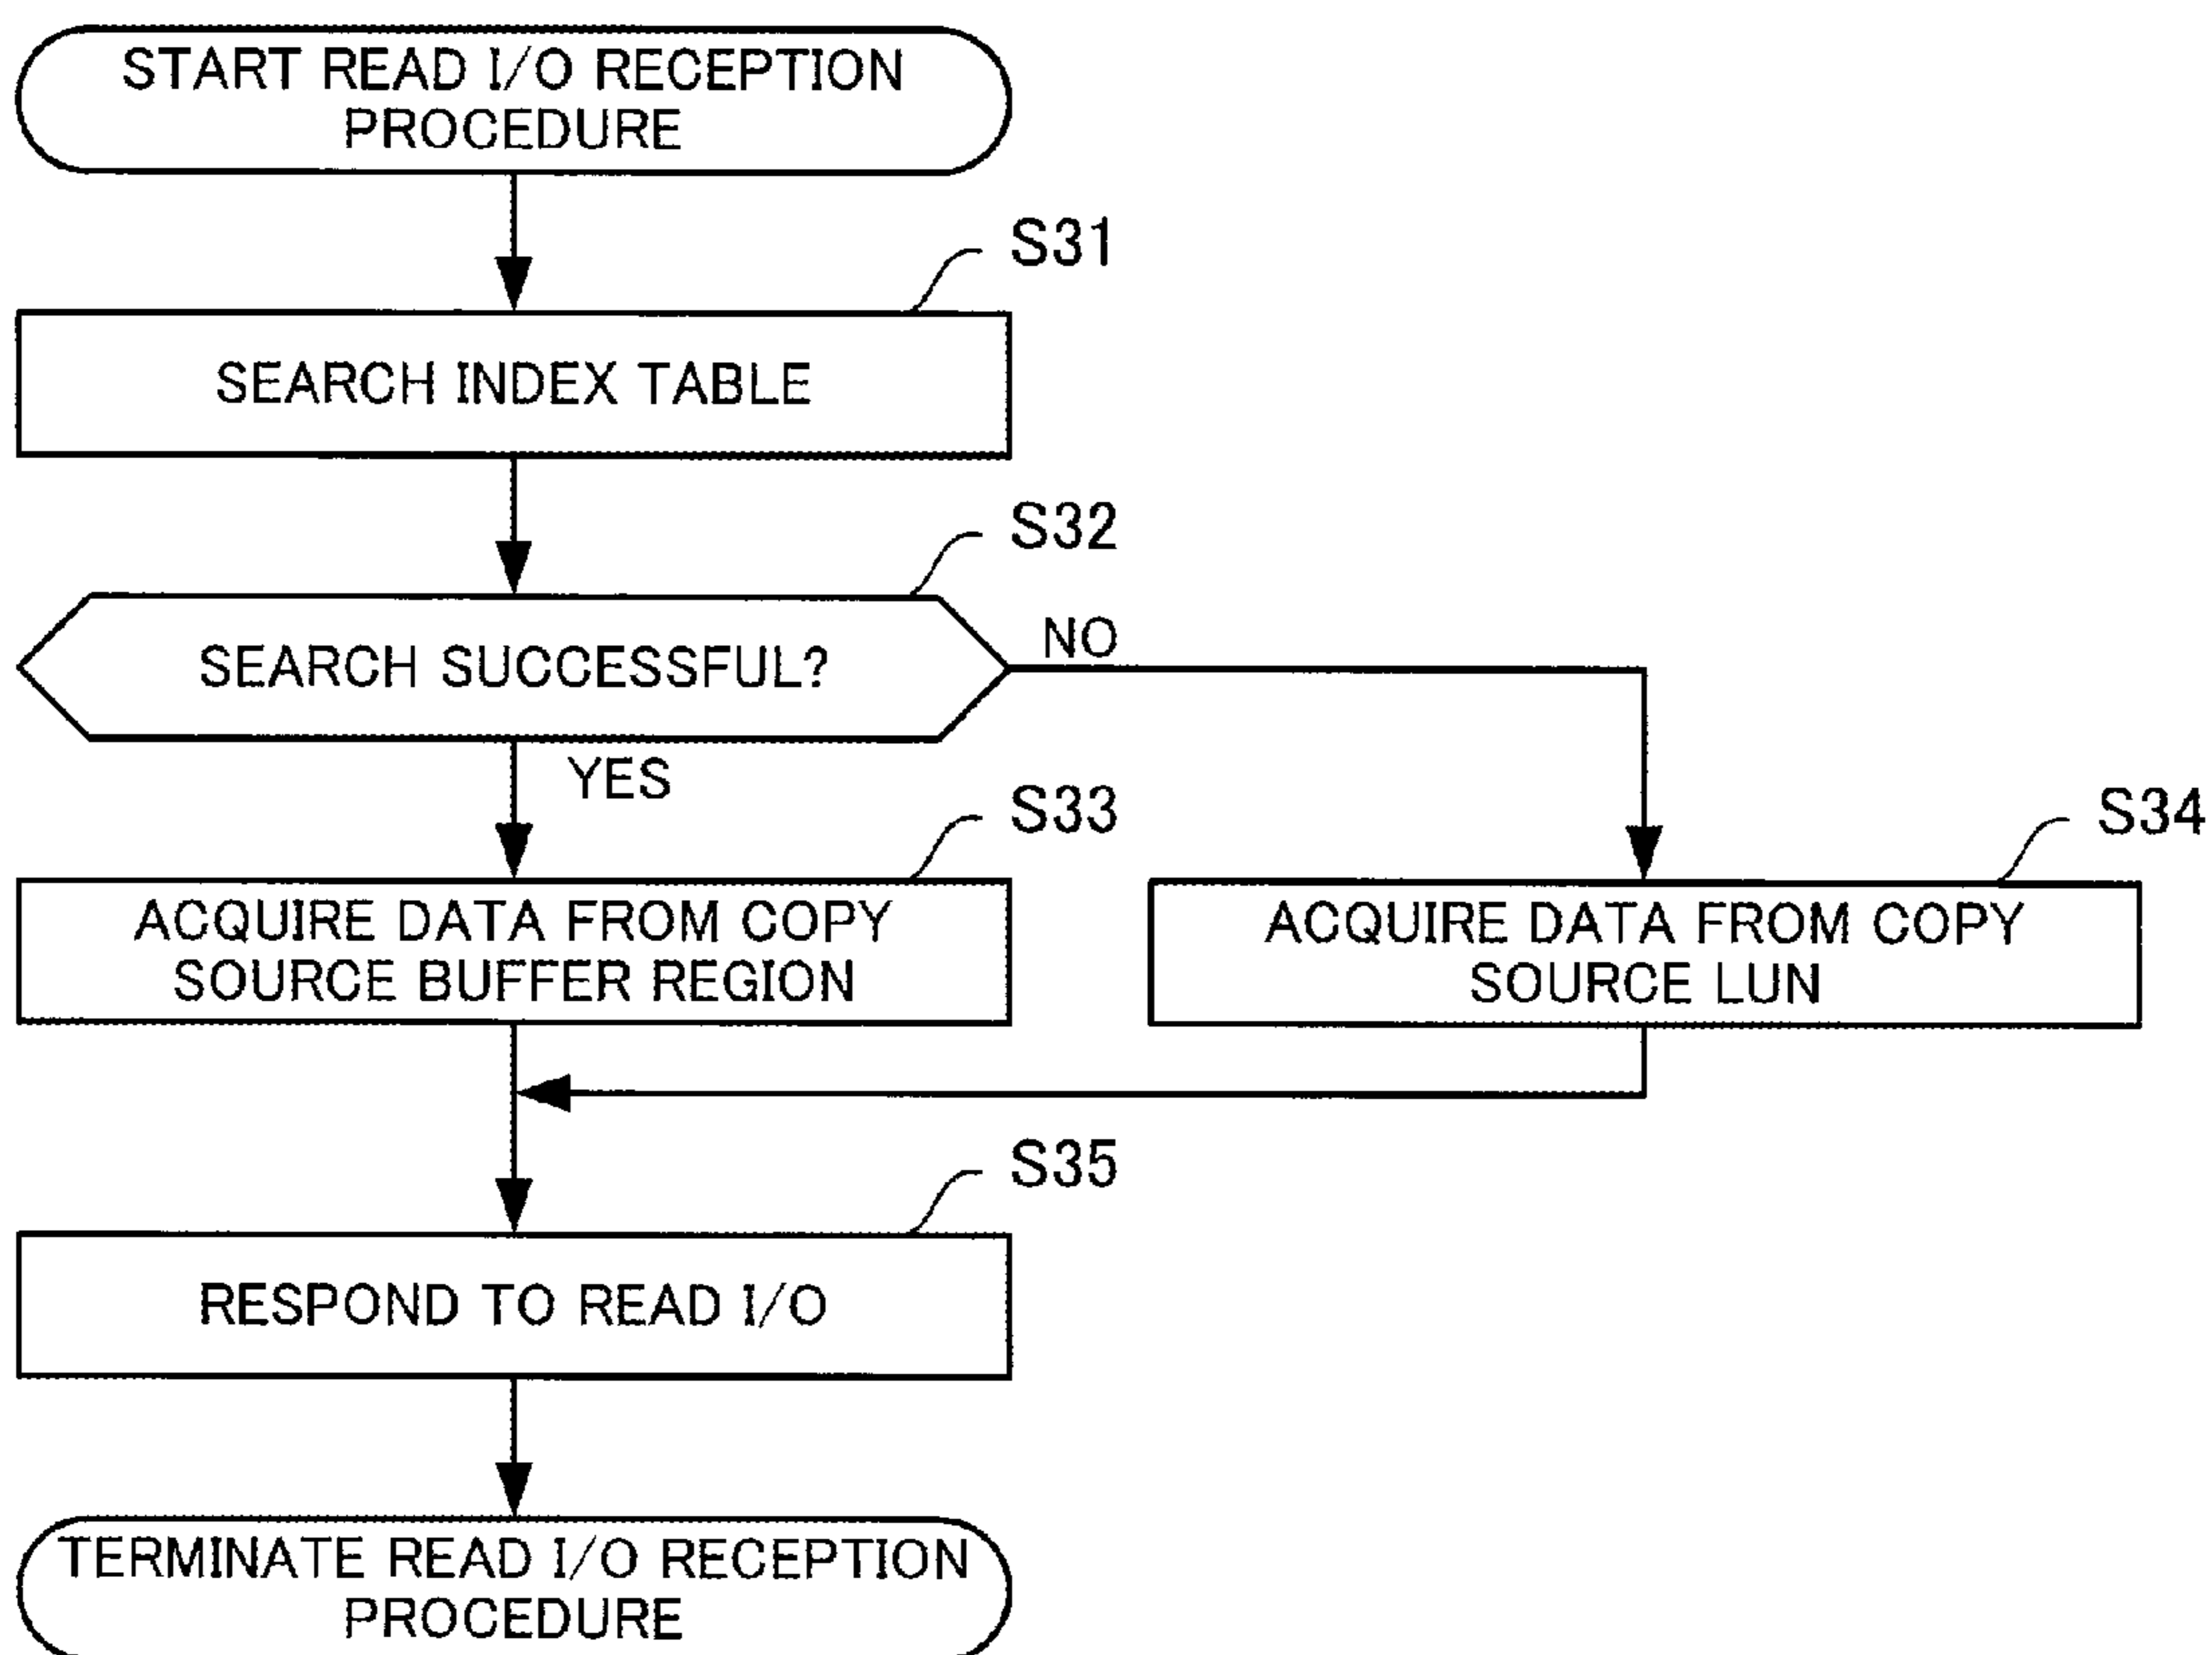 START READ I/O RECEPTION
PROCEDURE
S31
SEARCH INDEX TABLE
S32
SEARCH SUCCESSFUL?
NO
YES
S33
ACQUIRE DATA FROM COPY
SOURCE BUFFER REGION
S34
ACQUIRE DATA FROM COPY
SOURCE LUN
S35
RESPOND TO READ I/O
TERMINATE READ I/O RECEPTION
PROCEDURE